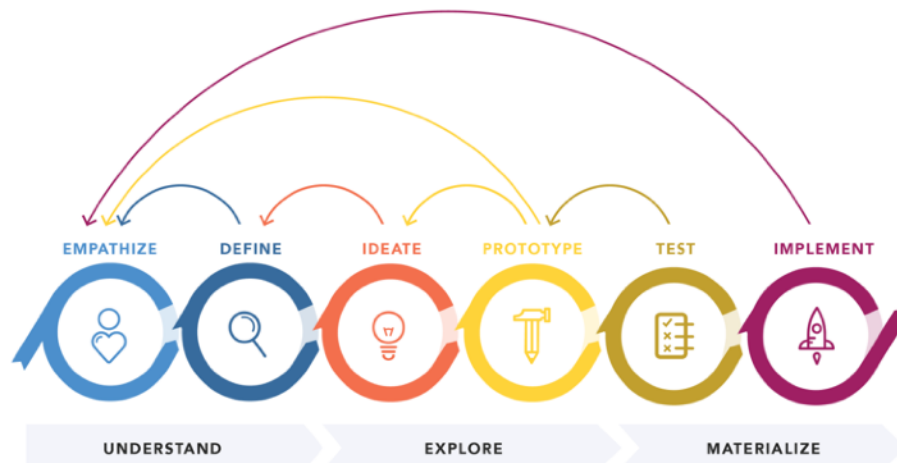 EMPATHIZE
DEFINE
IDEATE
PROTOTYPE
TEST
IMPLEMENT
UNDERSTAND
EXPLORE
MATERIALIZE